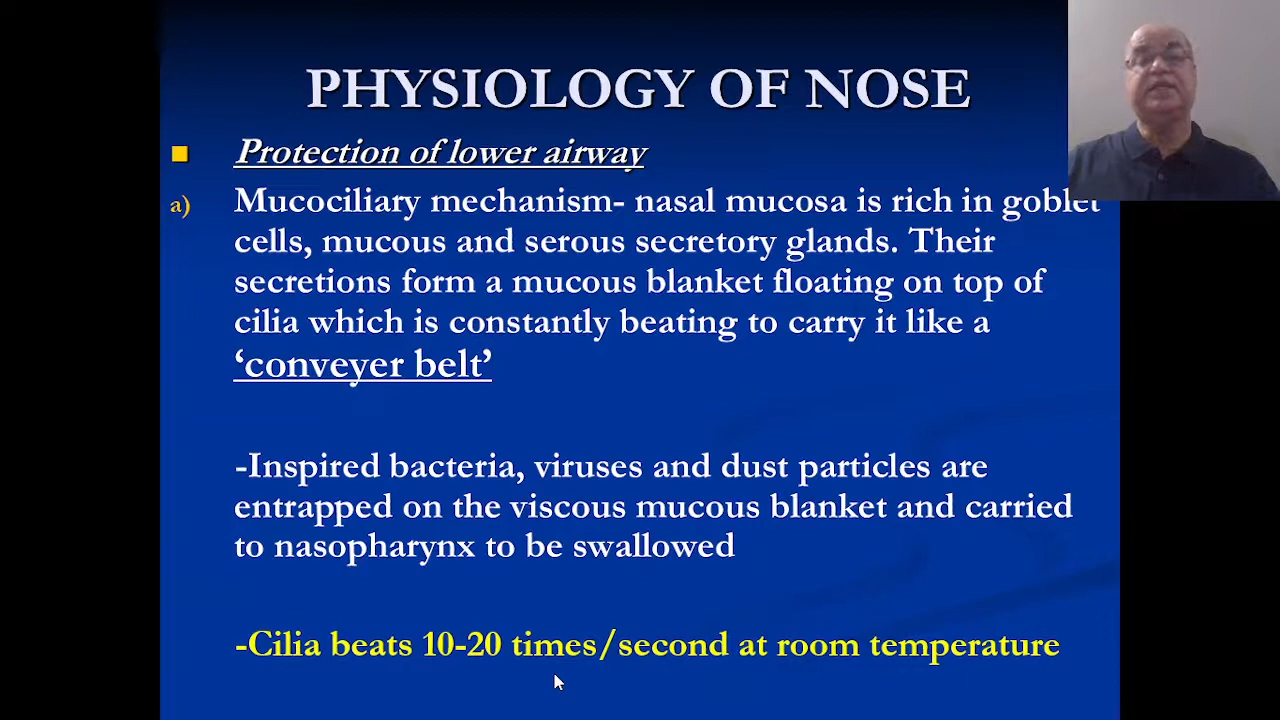 PHYSIOLOGY OF NOSE
■ Protection of lower airway
a) Mucociliary mechanism- nasal mucosa is rich in goblet
cells, mucous and serous secretory glands. Their
secretions form a mucous blanket floating on top of
cilia which is constantly beating to carry it like a
‘conveyer belt’
-Inspired bacteria, viruses and dust particles are
entrapped on the viscous mucous blanket and carried
to nasopharynx to be swallowed
-Cilia beats 10-20 times/second at room temperature